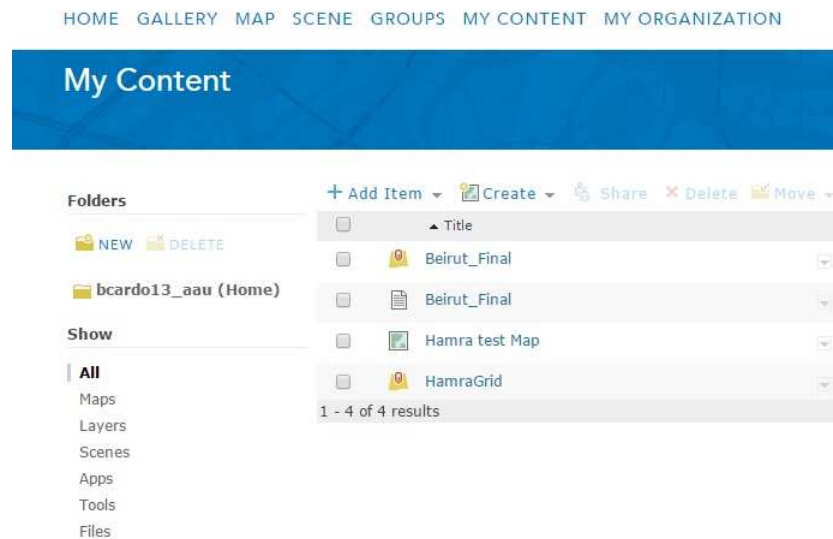 HOME GALLERY MAP SCENE GROUPS MY CONTENT MY ORGANIZATION
My Content
Folders
NEW DELETE
bcardo13_aau (Home)
Show
All
Maps
Layers
Scenes
Apps
Tools
Files
+ Add Item Create Share Delete Move
Title
Beirut_Final
Beirut_Final
Hamra test Map
HamraGrid
1 - 4 of 4 results